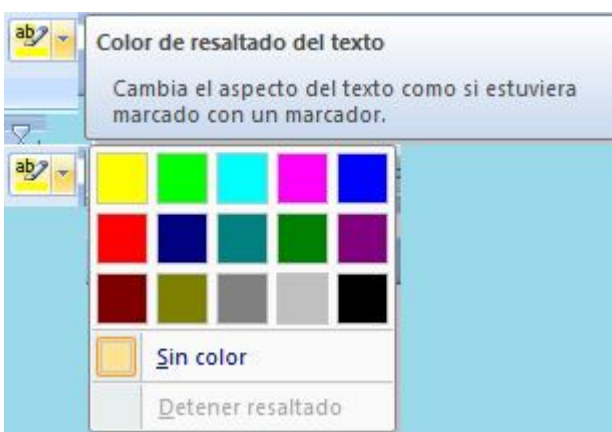 ab
Color de resaltado del texto
Cambia el aspecto del texto como si estuviera
marcado con un marcador.
ab
Sin color
Detener resaltado